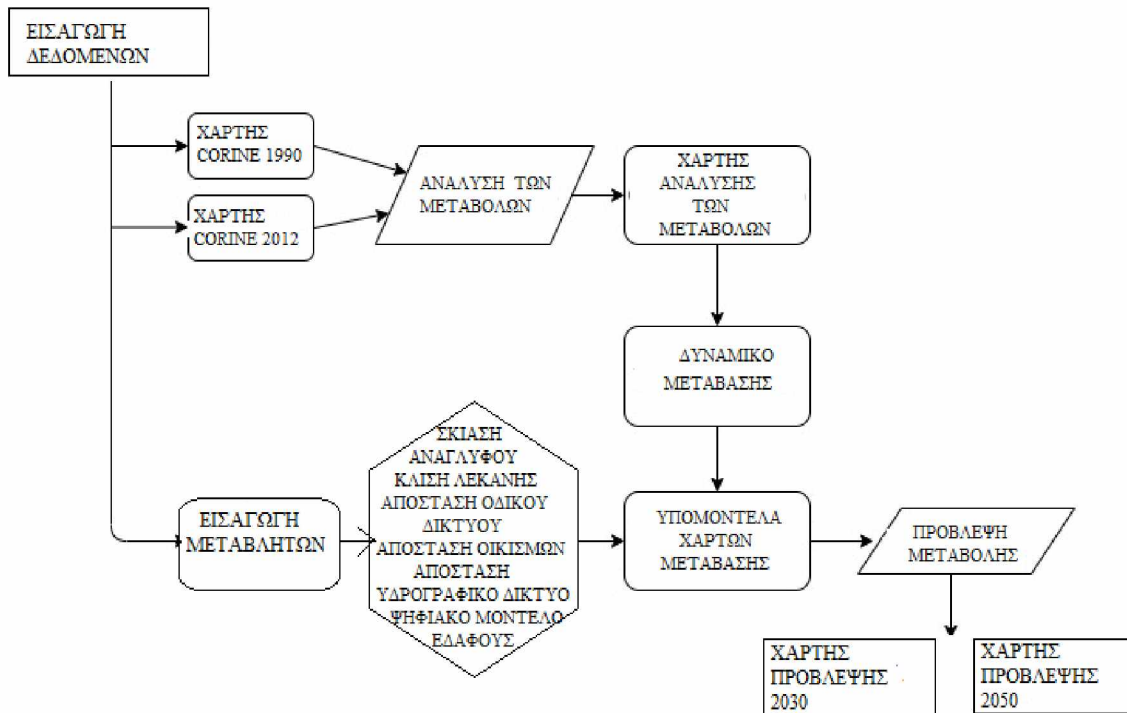 ΕΙΣΑΓΩΓΗ
ΔΕΔΟΜΕΝΩΝ
ΧΑΡΤΗΣ
CORINE 1990
ΧΑΡΤΗΣ
CORINE 2012
ΑΝΑΛΥΣΗ ΤΩΝ
ΜΕΤΑΒΟΛΩΝ
ΧΑΡΤΗΣ
ΑΝΑΛΥΣΗΣ
ΤΩΝ
ΜΕΤΑΒΟΛΩΝ
ΔΥΝΑΜΙΚΟ
ΜΕΤΑΒΑΣΗΣ
ΕΙΣΑΓΩΓΗ
ΜΕΤΑΒΛΗΤΩΝ
ΣΚΙΑΣΗ
ΑΝΑΓΛΥΦΟΥ
ΚΛΙΣΗ ΛΕΚΑΝΗΣ
ΑΠΟΣΤΑΣΗ ΟΔΙΚΟΥ
ΔΙΚΤΥΟΥ
ΑΠΟΣΤΑΣΗ ΟΙΚΙΣΜΩΝ
ΑΠΟΣΤΑΣΗ
ΥΔΡΟΓΡΑΦΙΚΟ ΔΙΚΤΥΟ
ΨΗΦΙΑΚΟ ΜΟΝΤΕΛΟ
ΕΔΑΦΟΥΣ
ΥΠΟΜΟΝΤΕΛΑ
ΧΑΡΤΩΝ
ΜΕΤΑΒΑΣΗΣ
ΠΡΟΒΛΕΨΗ
ΜΕΤΑΒΟΛΗΣ
ΧΑΡΤΗΣ
ΠΡΟΒΛΕΨΗΣ
2030
ΧΑΡΤΗΣ
ΠΡΟΒΛΕΨΗΣ
2050